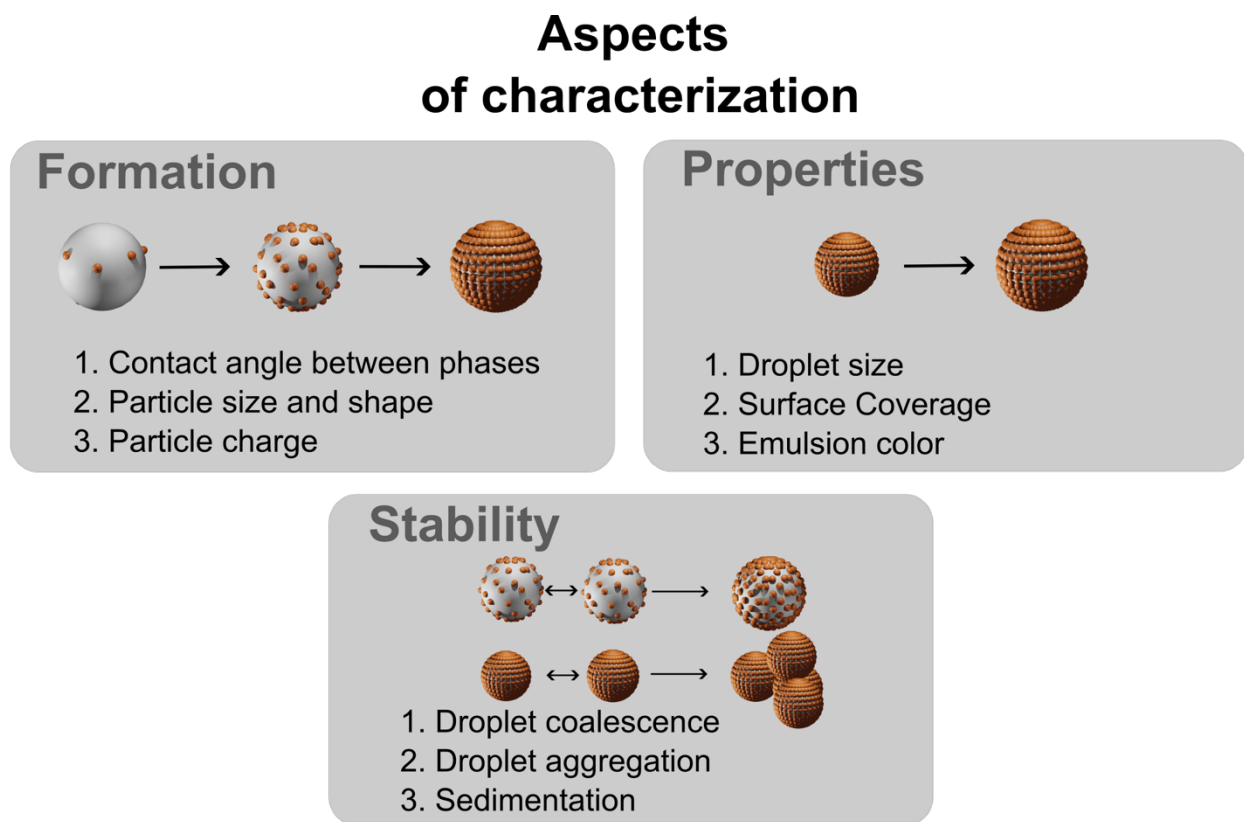 Aspects
of characterization
Formation
1. Contact angle between phases
2. Particle size and shape
3. Particle charge
Properties
1. Droplet size
2. Surface Coverage
3. Emulsion color
Stability
1. Droplet coalescence
2. Droplet aggregation
3. Sedimentation